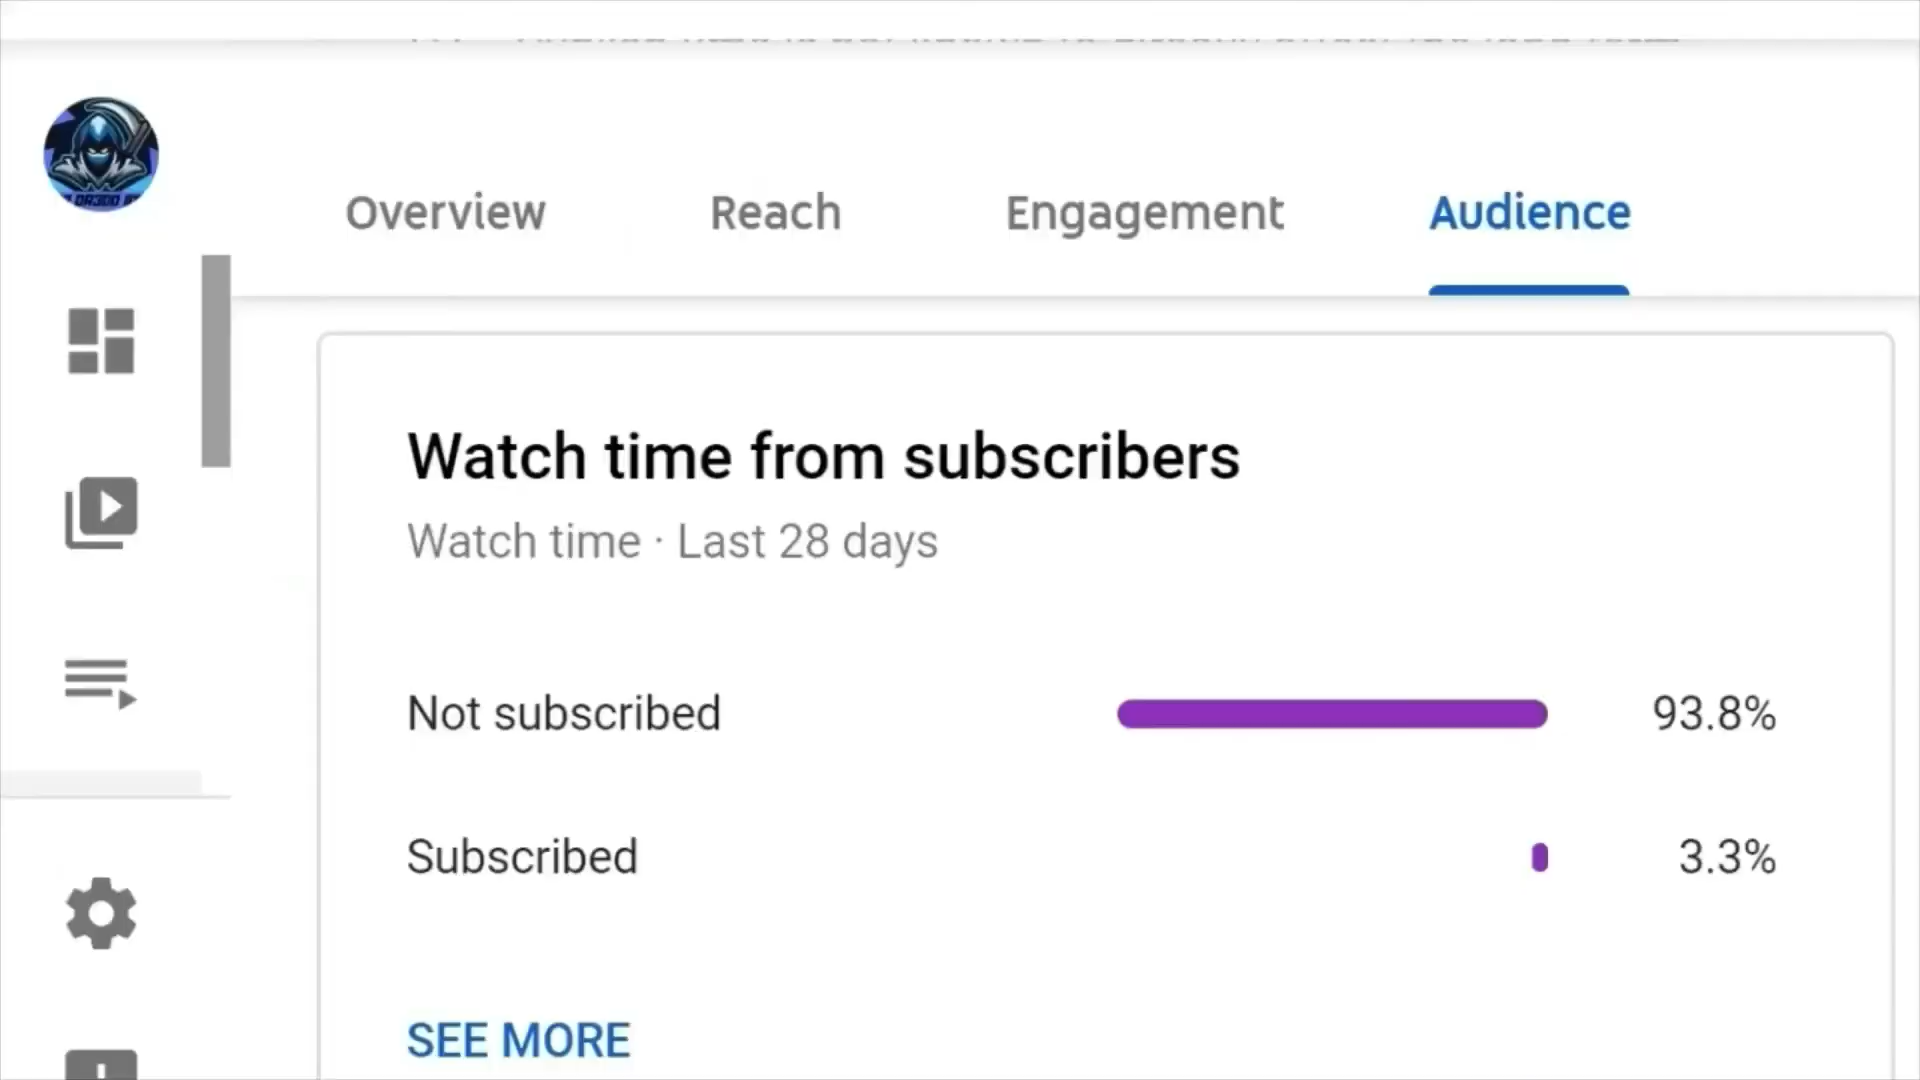 Overview Reach Engagement Audience
Watch time from subscribers
Watch time · Last 28 days
Not subscribed 93.8%
Subscribed 3.3%
SEE MORE